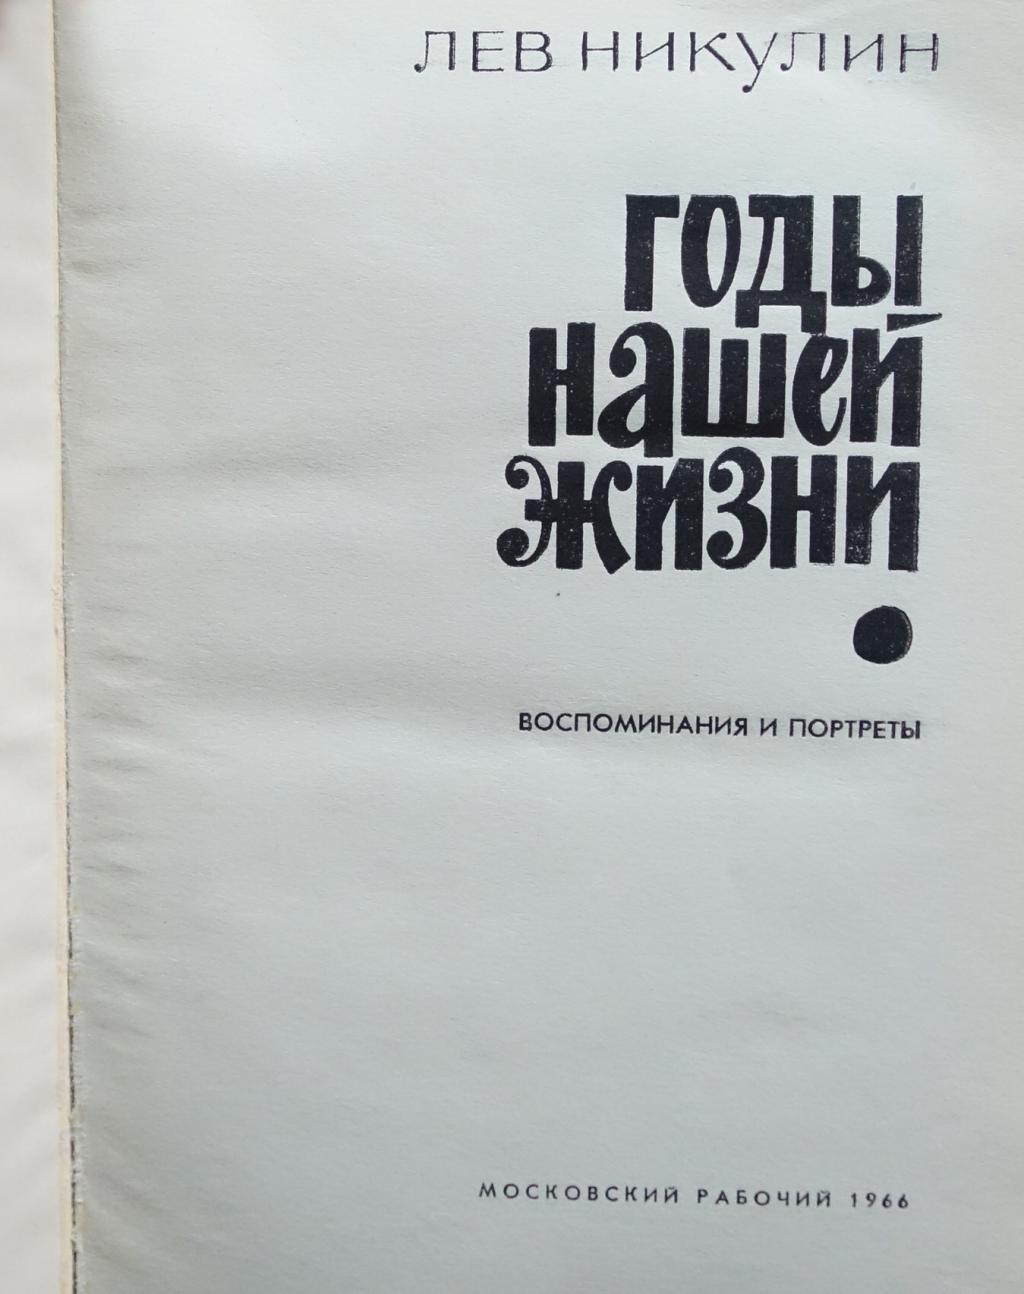 ЛЕВ НИКУЛИН
ГОДЫ
НАШЕЙ
ЖИЗНИ
ВОСПОМИНАНИЯ И ПОРТРЕТЫ
МОСКОВСКИЙ РАБОЧИЙ 1966